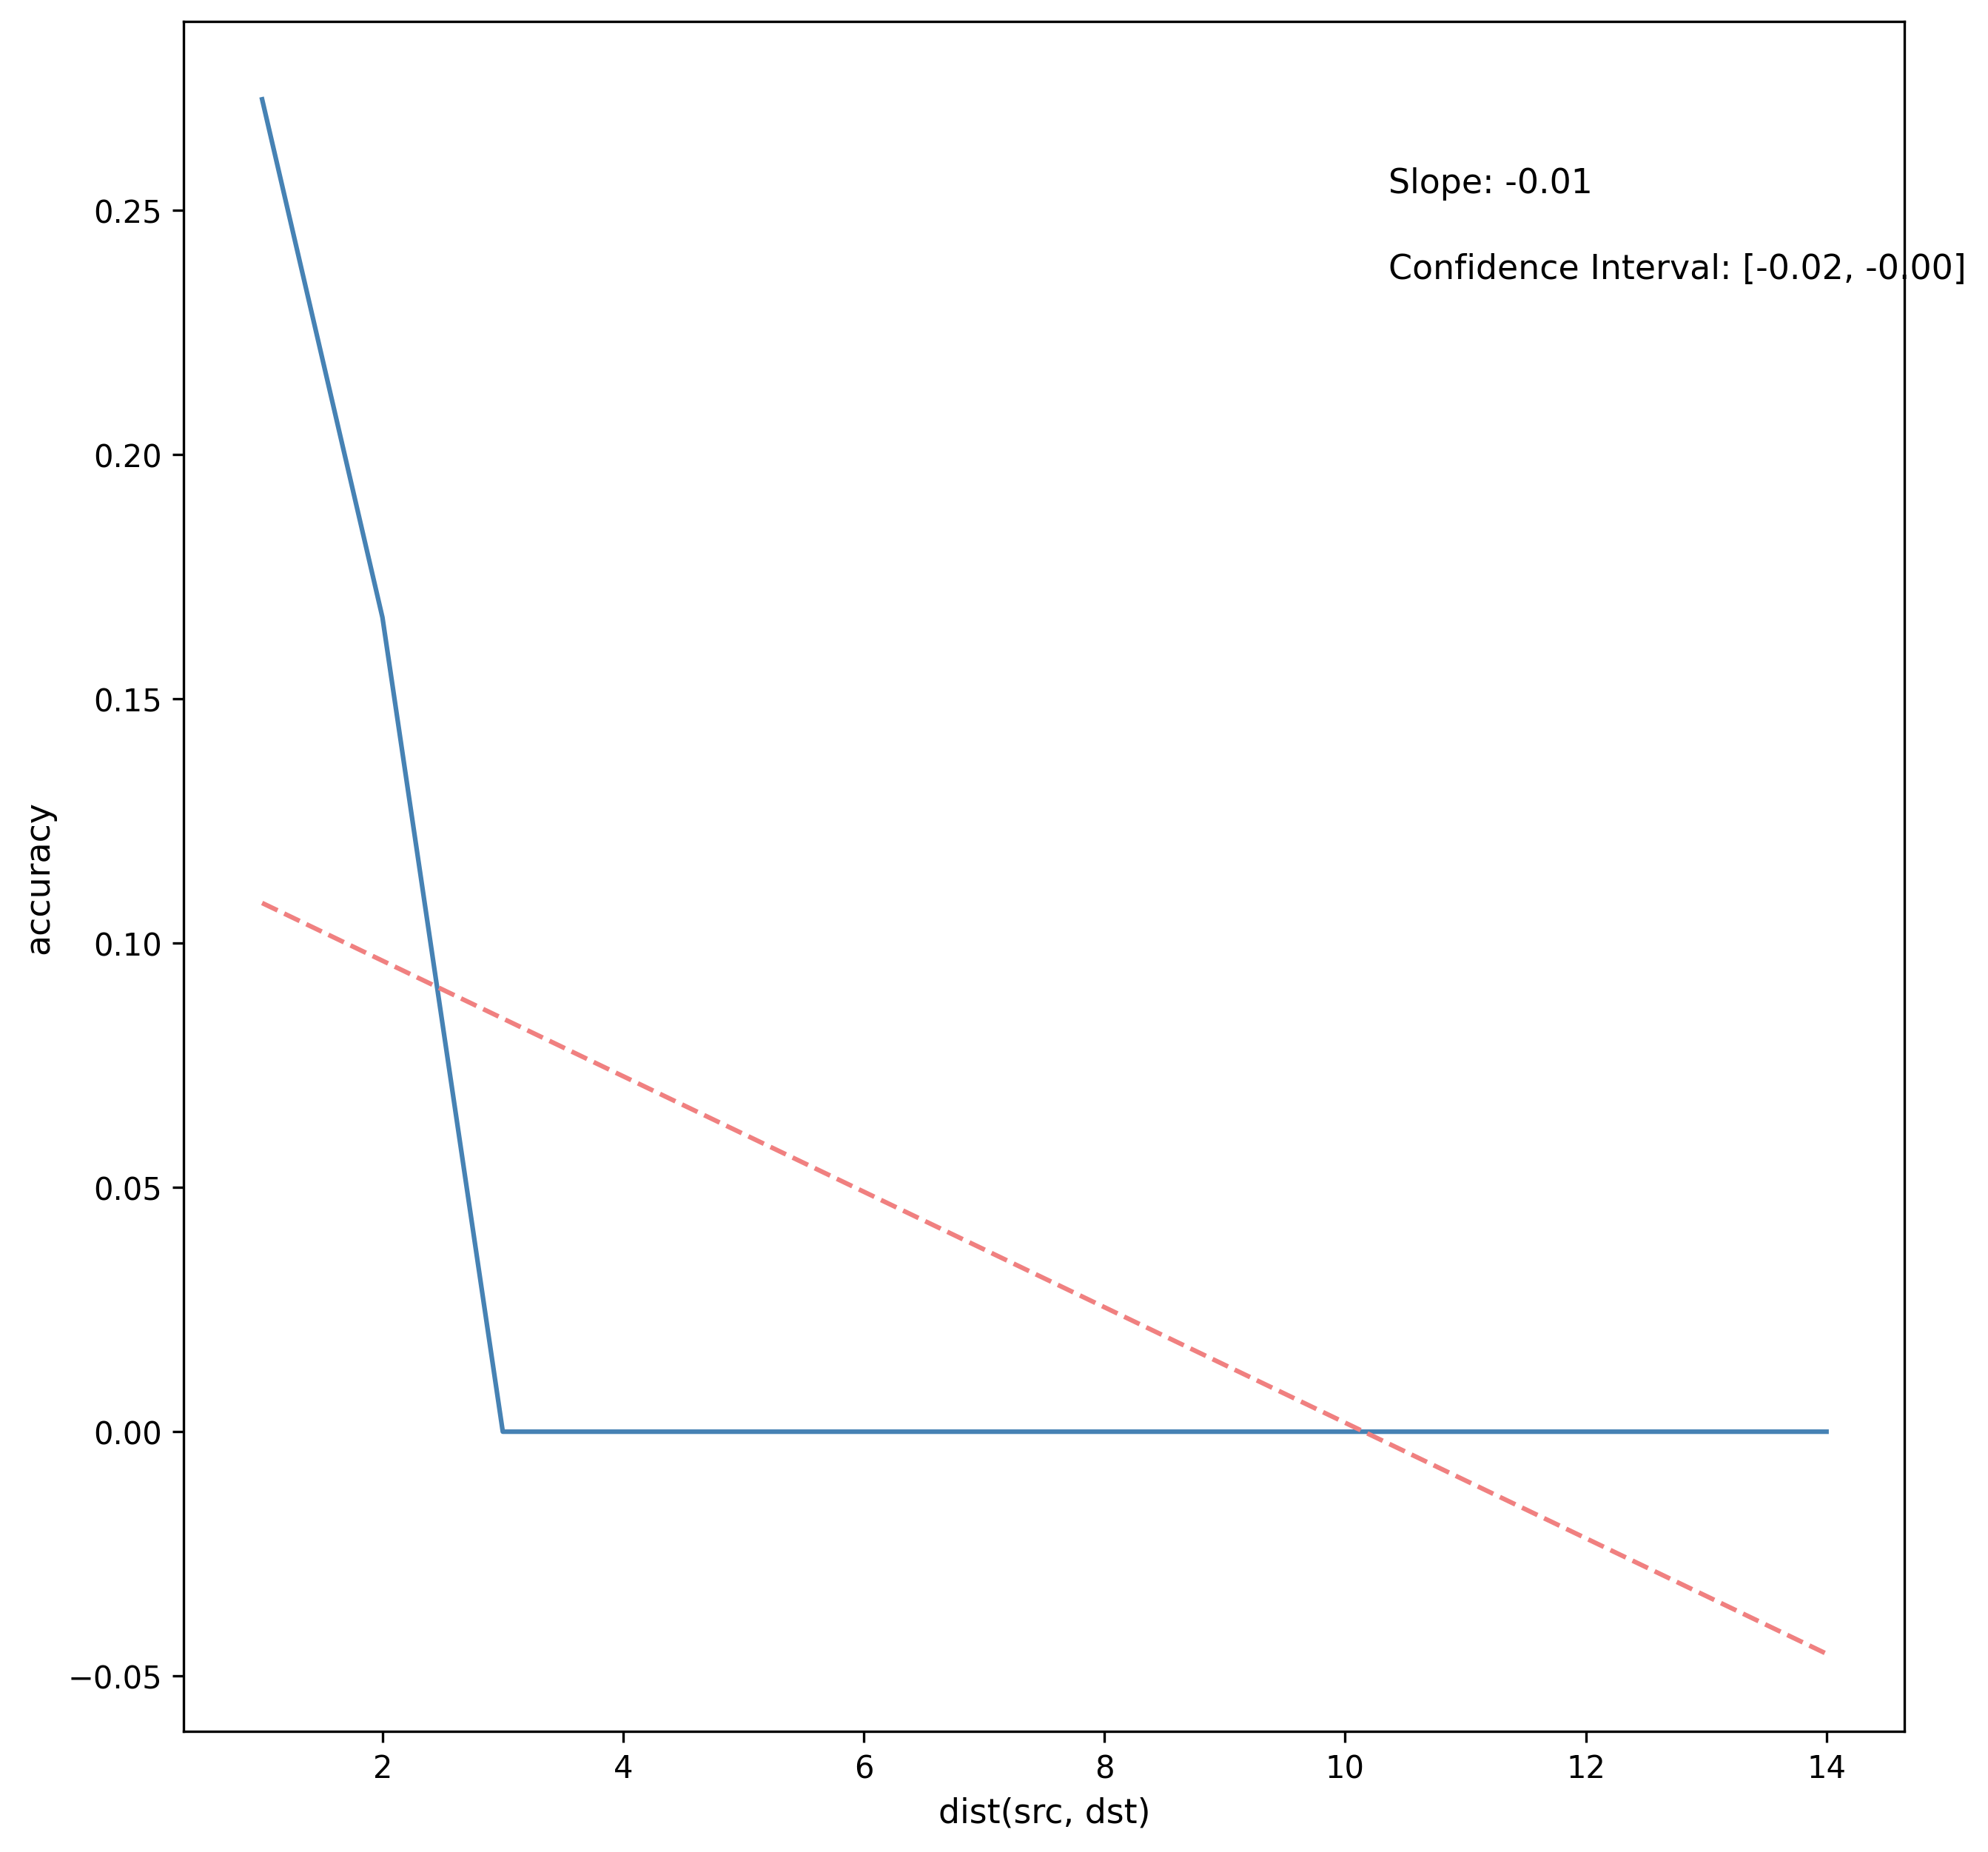 Slope: -0.01
Confidence Interval: [-0.02, -0.00]
0.25
0.20
0.15
0.10
0.05
0.00
−0.05
accuracy
2 4 6 8 10 12 14
dist(src, dst)